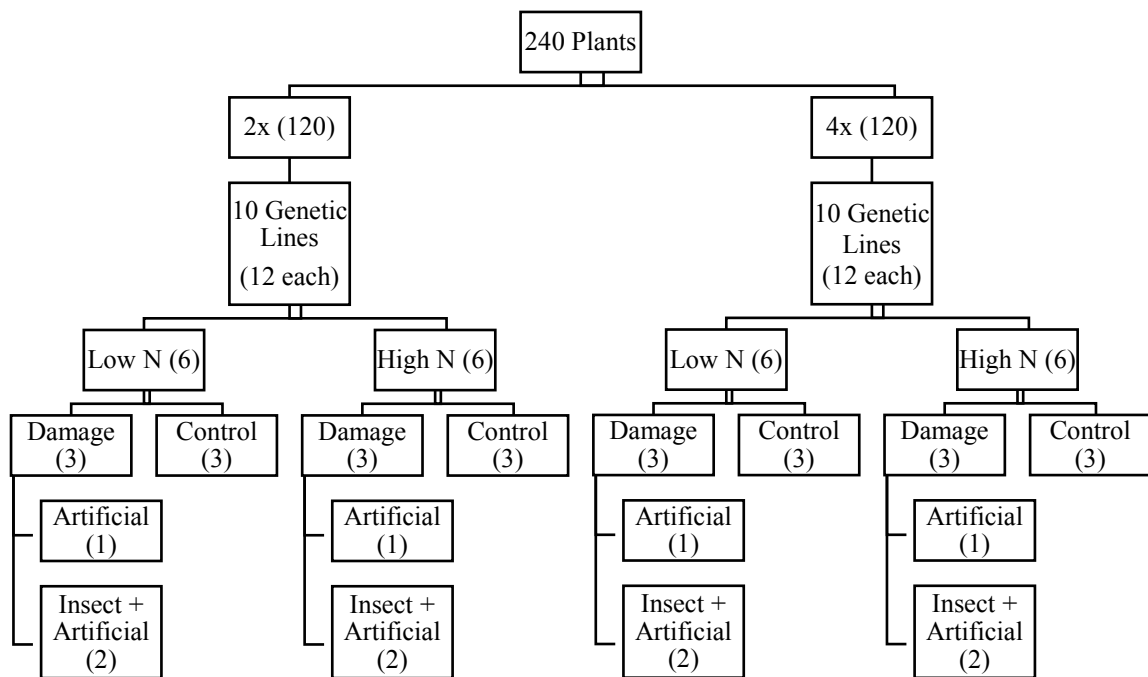 240 Plants
2x (120)
4x (120)
10 Genetic
Lines
(12 each)
10 Genetic
Lines
(12 each)
Low N (6)
High N (6)
Low N (6)
High N (6)
Damage
(3)
Control
(3)
Damage
(3)
Control
(3)
Damage
(3)
Control
(3)
Damage
(3)
Control
(3)
Artificial
(1)
Artificial
(1)
Artificial
(1)
Artificial
(1)
Insect +
Artificial
(2)
Insect +
Artificial
(2)
Insect +
Artificial
(2)
Insect +
Artificial
(2)